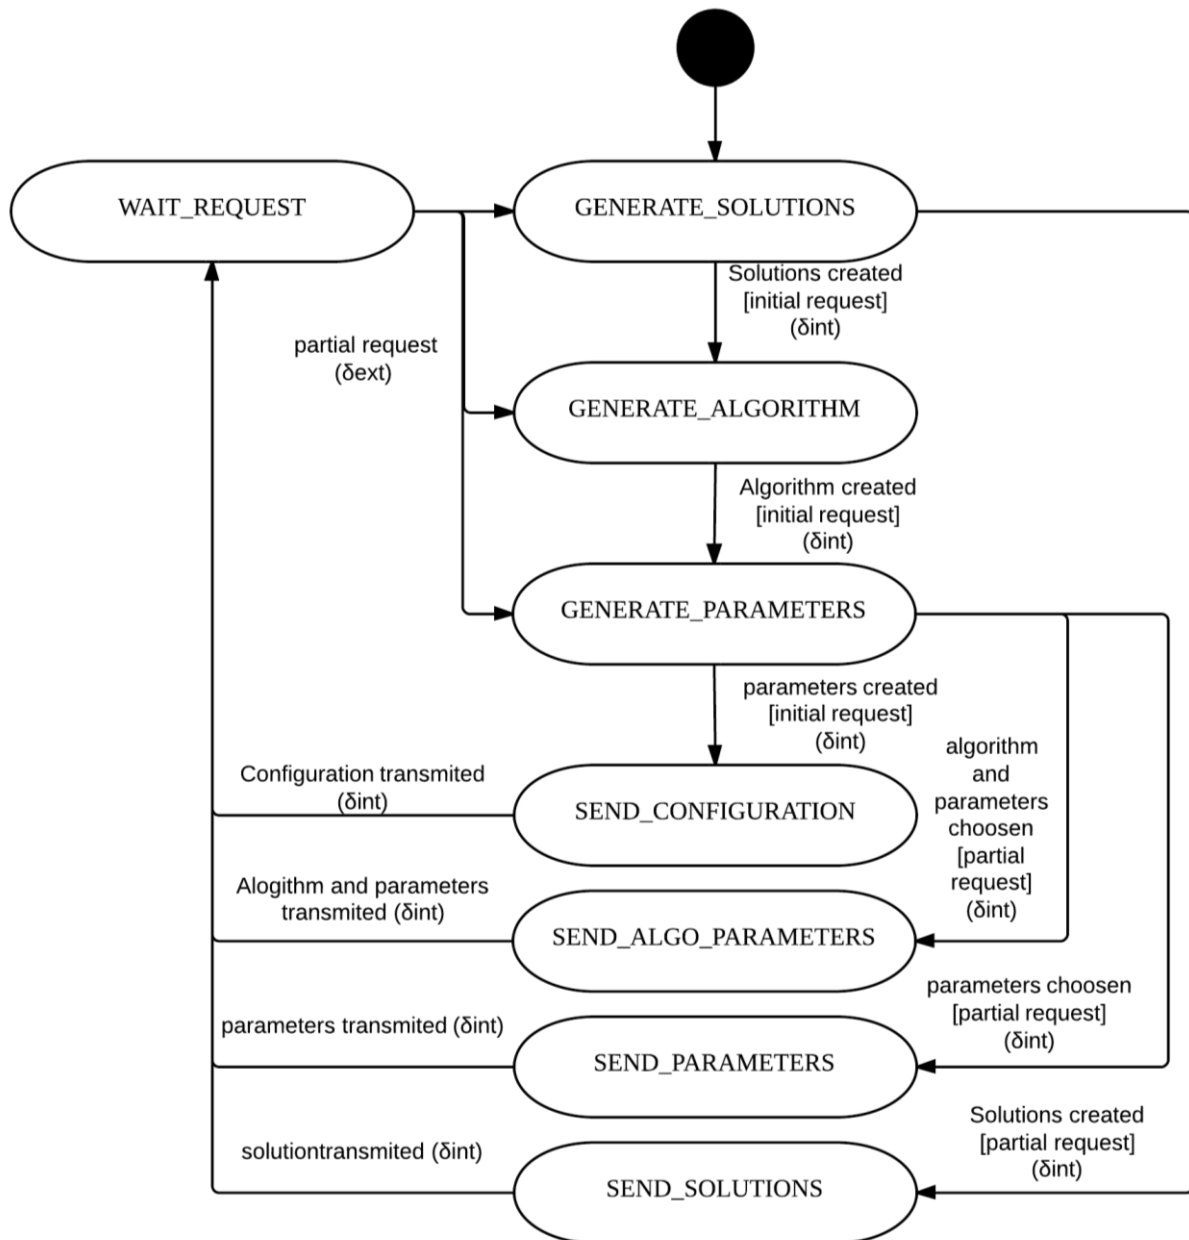 WAIT_REQUEST
GENERATE_SOLUTIONS
Solutions created
[initial request]
(δint)
partial request
(δext)
GENERATE_ALGORITHM
Algorithm created
[initial request]
(δint)
GENERATE_PARAMETERS
parameters created
[initial request]
(δint)
algorithm
and
parameters
choosen
[partial
request]
(δint)
Configuration transmited
(δint)
SEND_CONFIGURATION
Alogithm and parameters
transmited (δint)
SEND_ALGO_PARAMETERS
parameters choosen
[partial request]
(δint)
parameters transmited (δint)
SEND_PARAMETERS
Solutions created
[partial request]
(δint)
solutiontransmited (δint)
SEND_SOLUTIONS